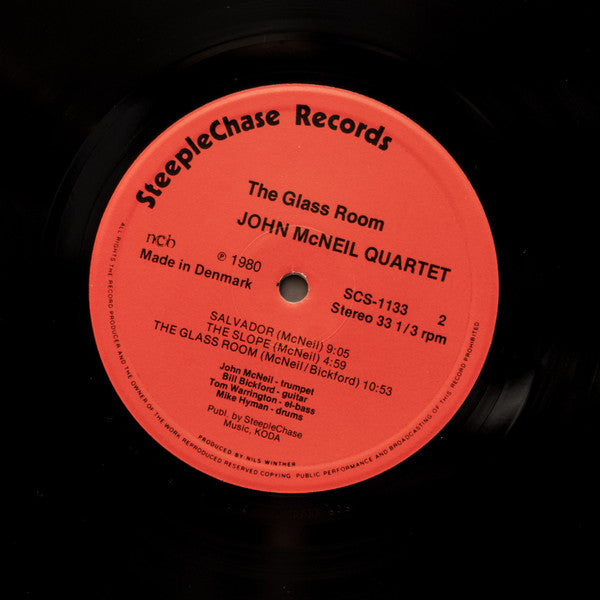 SteepleChase Records
The Glass Room
JOHN McNEIL QUARTET
ncb
℗ 1980
Made in Denmark
SCS-1133 2
Stereo 33 1/3 rpm
SALVADOR (McNeil) 9:05
THE SLOPE (McNeil) 4:59
THE GLASS ROOM (McNeil/Bickford) 10:53
John McNeil - trumpet
Bill Bickford - guitar
Tom Warrington - el-bass
Mike Hyman - drums
Publ. by SteepleChase
Music, KODA
PRODUCED BY NILS WINTHER
ALL RIGHTS THE RECORD PRODUCER AND THE OWNER OF THE WORK REPRODUCED RESERVED COPYING, PUBLIC PERFORMANCE AND BROADCASTING OF THIS RECORD PROHIBITED